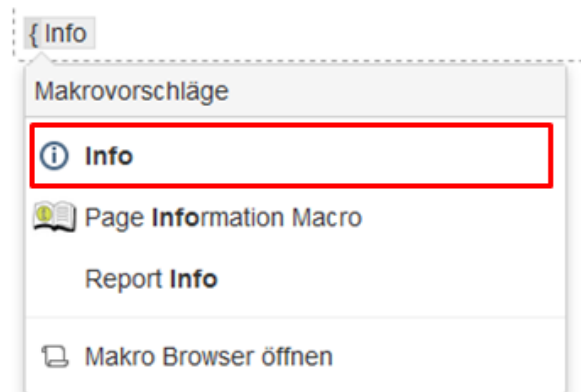 { Info
Makrovorschläge
Info
Page Information Macro
Report Info
Makro Browser öffnen